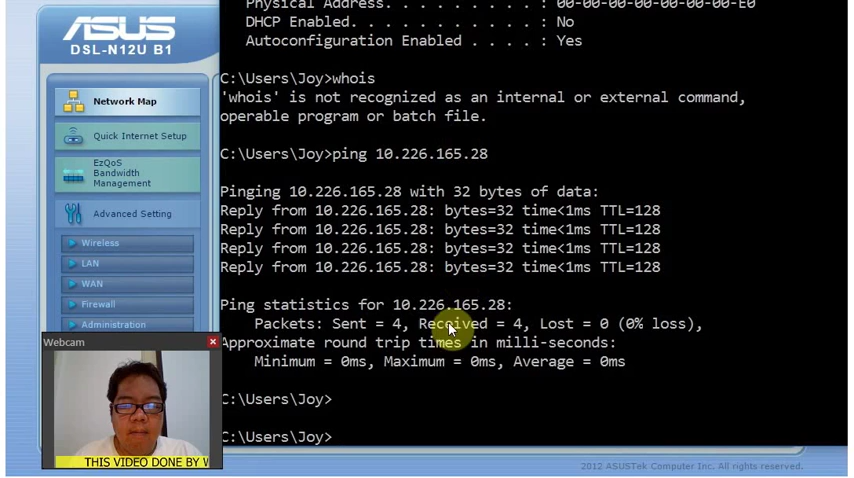 ASUS
DSL-N12U B1
Network Map
Quick Internet Setup
EzQoS
Bandwidth
Management
Advanced Setting
Wireless
LAN
WAN
Firewall
Administration
Webcam
THIS VIDEO DONE BY W
Physical Address. . . . . . . . . : 00-00-00-00-00-00-00-E0
DHCP Enabled. . . . . . . . . . . : No
Autoconfiguration Enabled . . . . : Yes
C:\Users\Joy>whois
'whois' is not recognized as an internal or external command,
operable program or batch file.
C:\Users\Joy>ping 10.226.165.28
Pinging 10.226.165.28 with 32 bytes of data:
Reply from 10.226.165.28: bytes=32 time<1ms TTL=128
Reply from 10.226.165.28: bytes=32 time<1ms TTL=128
Reply from 10.226.165.28: bytes=32 time<1ms TTL=128
Reply from 10.226.165.28: bytes=32 time<1ms TTL=128
Ping statistics for 10.226.165.28:
Packets: Sent = 4, Received = 4, Lost = 0 (0% loss),
Approximate round trip times in milli-seconds:
Minimum = 0ms, Maximum = 0ms, Average = 0ms
C:\Users\Joy>
C:\Users\Joy>
2012 ASUSTek Computer Inc. All rights reserved.